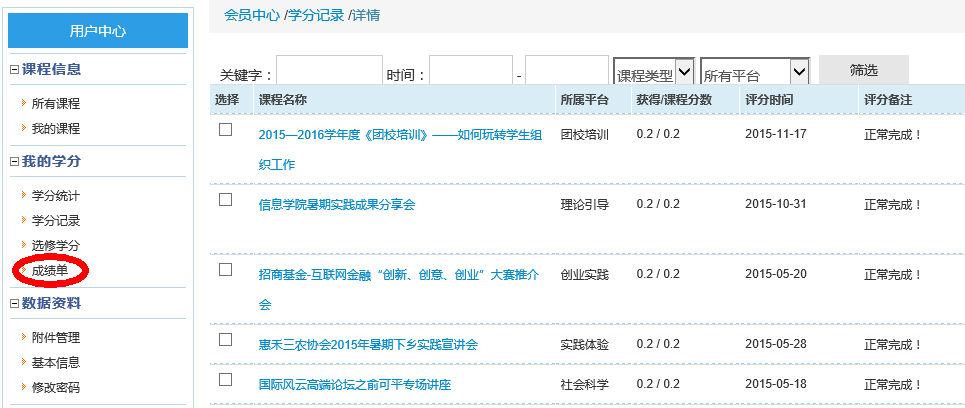 用户中心
课程信息
所有课程
我的课程
我的学分
学分统计
学分记录
选修学分
成绩单
数据资料
附件管理
基本信息
修改密码
会员中心 /学分记录 /详情
关键字： 时间： - 课程类型 所有平台 筛选
选择 课程名称 所属平台 获得/课程分数 评分时间 评分备注
2015—2016学年度《团校培训》——如何玩转学生组 团校培训 0.2 / 0.2 2015-11-17 正常完成！
织工作
信息学院暑期实践成果分享会 理论引导 0.2 / 0.2 2015-10-31 正常完成！
招商基金-互联网金融“创新、创意、创业”大赛推介 创业实践 0.2 / 0.2 2015-05-20 正常完成！
会
惠禾三农协会2015年暑期下乡实践宣讲会 实践体验 0.2 / 0.2 2015-05-28 正常完成！
国际风云高端论坛之俞可平专场讲座 社会科学 0.2 / 0.2 2015-05-18 正常完成！